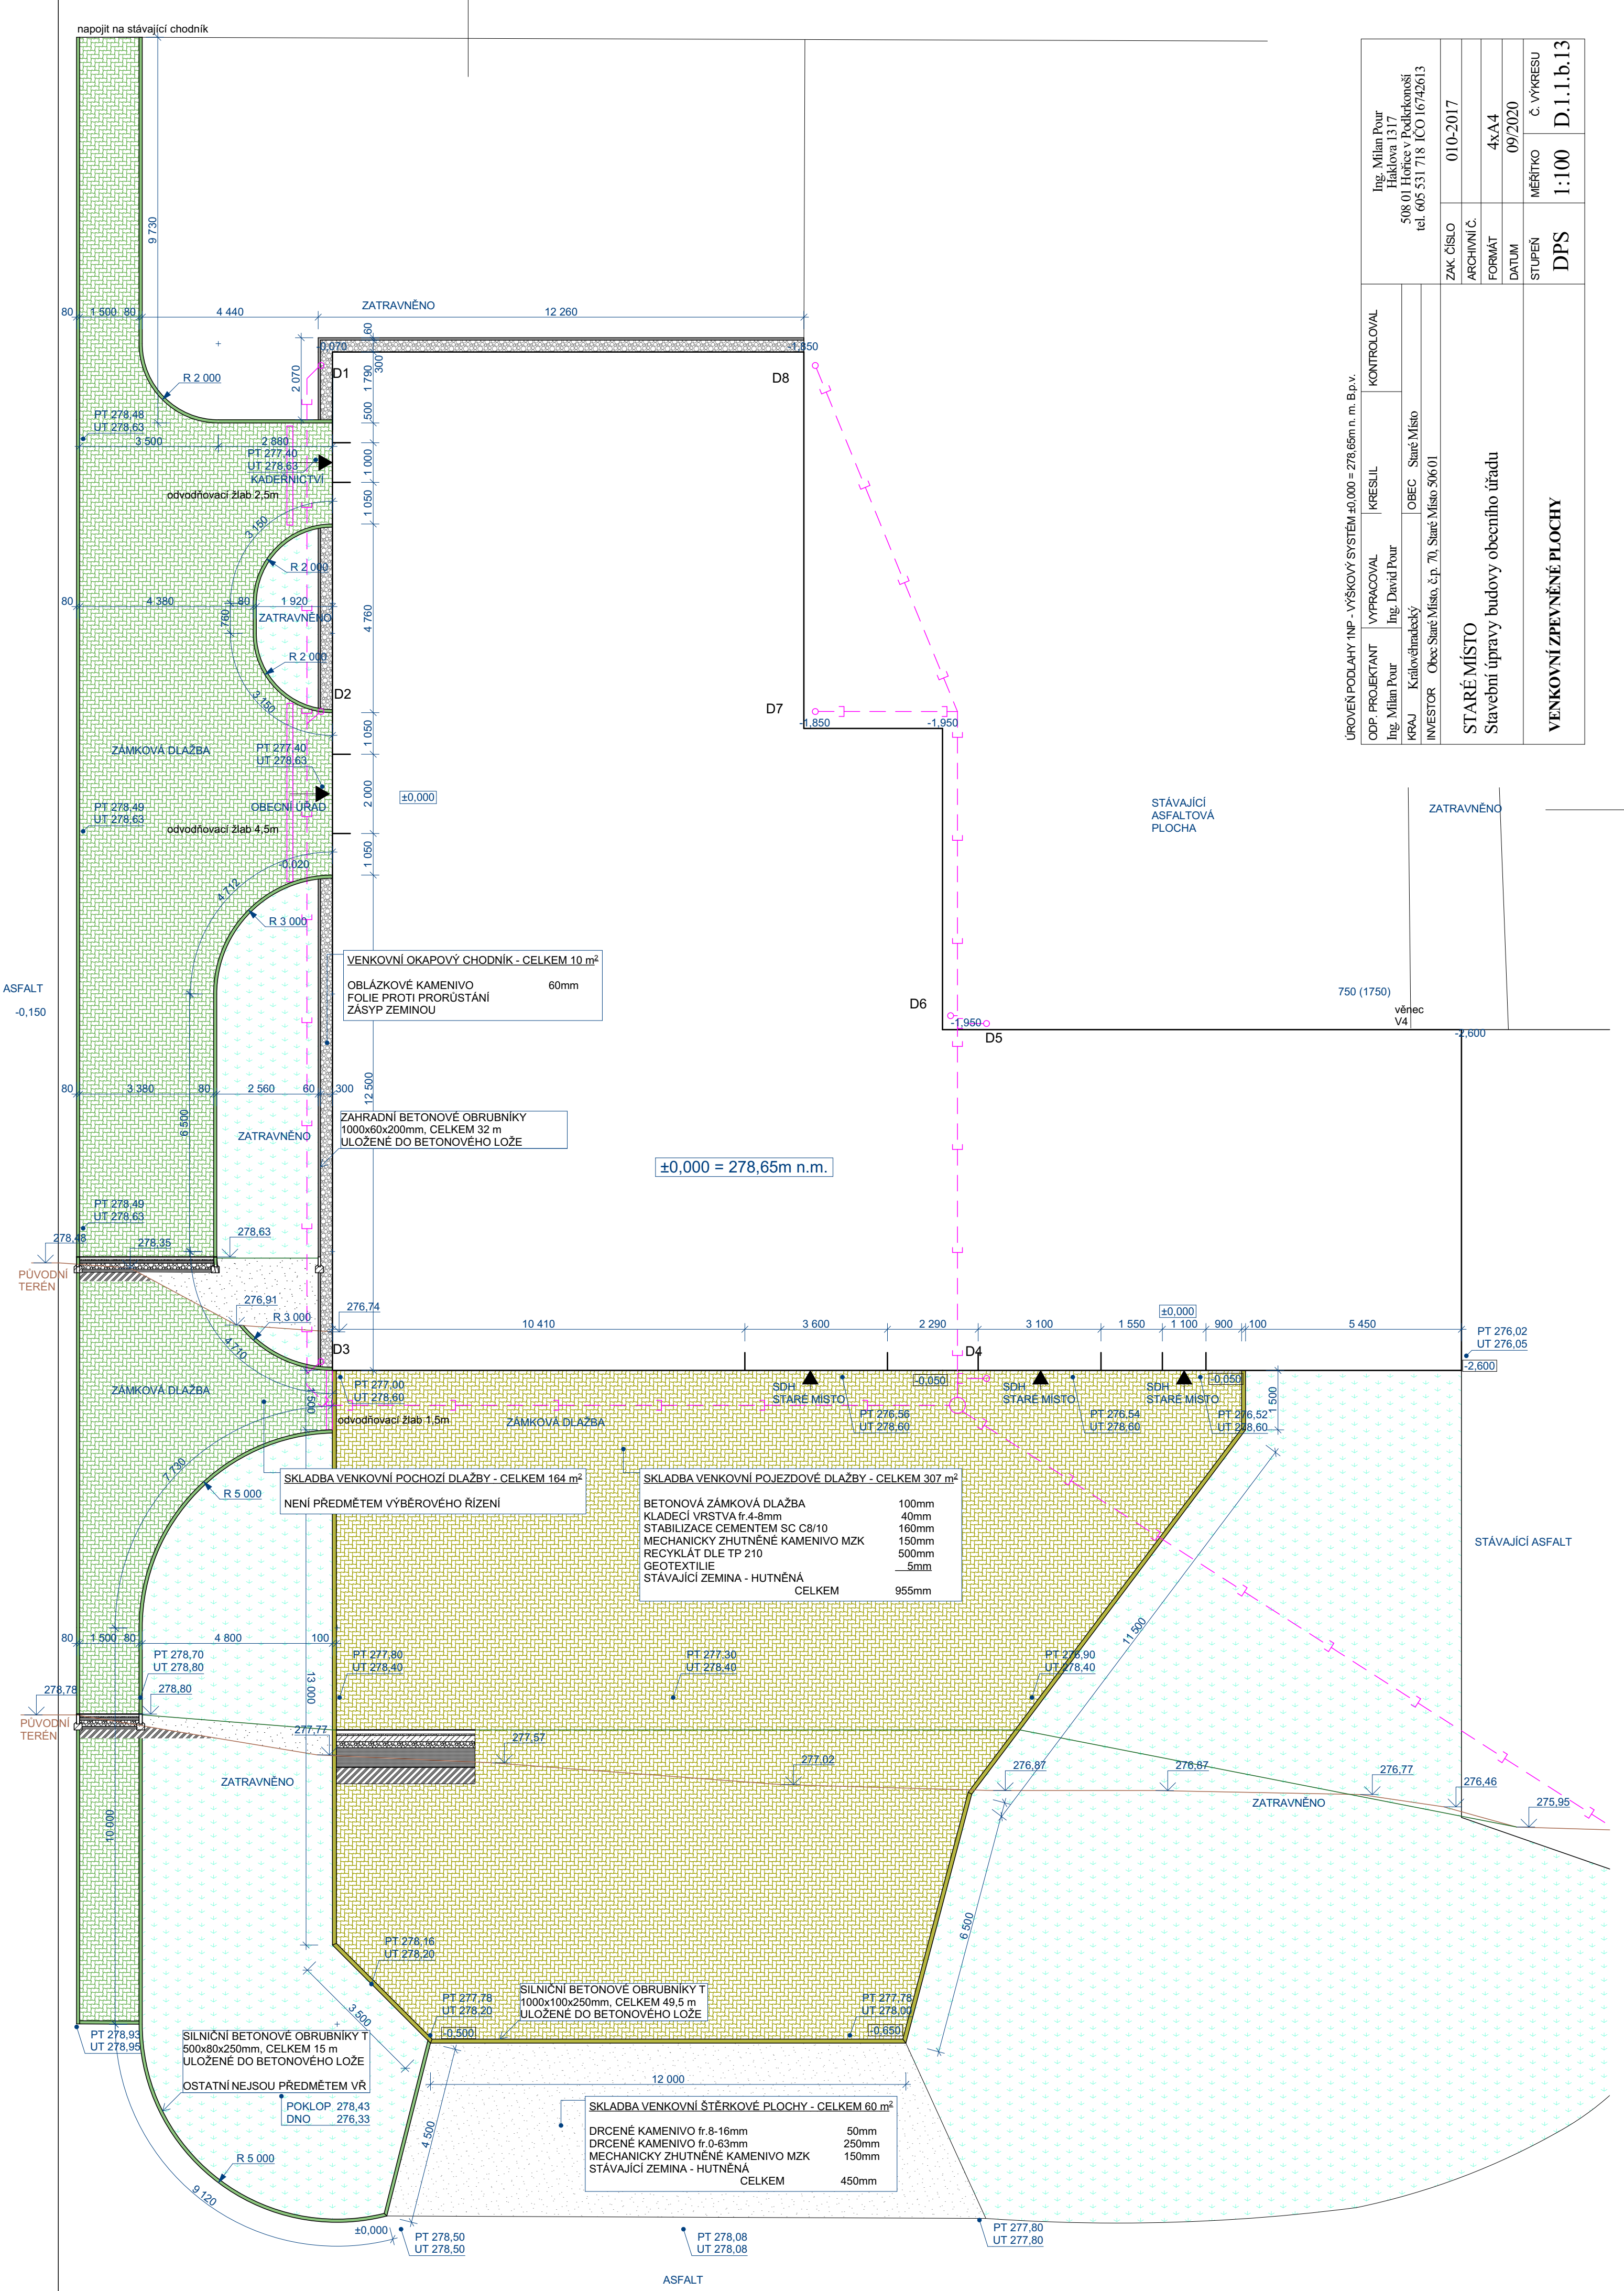 napojit na stávající chodník
9 730
80
1 500
80
4 440
ZATRAVNĚNO
12 260
60
-0,070
-1,850
300
D1
D8
2 070
1 790
R 2 000
500
PT 278,48
UT 278,63
3 500
2 880
PT 277,40
UT 278,63
KADEŘNICTVÍ
1 000
odvodňovací žlab 2,5m
1 050
3 150
R 2 000
80
4 380
80
1 920
760
ZATRAVNĚNO
4 760
R 2 000
3 150
D2
D7
-1,850
-1,950
1 050
ZÁMKOVÁ DLAŽBA
PT 277,40
UT 278,63
2 000
±0,000
PT 278,49
UT 278,63
OBECNÍ ÚŘAD
odvodňovací žlab 4,5m
1 050
-0,020
STÁVAJÍCÍ
ASFALTOVÁ
PLOCHA
ZATRAVNĚNO
4 712
R 3 000
VENKOVNÍ OKAPOVÝ CHODNÍK - CELKEM 10 m²
OBLÁZKOVÉ KAMENIVO 60mm
FOLIE PROTI PRORŮSTÁNÍ
ZÁSYP ZEMINOU
ASFALT
-0,150
750 (1750)
věnec
V4
D6
-1,950
D5
-2,600
80
3 380
80
2 560
60
300
12 500
6 500
ZATRAVNĚNO
ZAHRADNÍ BETONOVÉ OBRUBNÍKY
1000x60x200mm, CELKEM 32 m
ULOŽENÉ DO BETONOVÉHO LOŽE
±0,000 = 278,65m n.m.
PT 278,49
UT 278,63
278,48
278,35
278,63
PŮVODNÍ
TERÉN
276,91
276,74
R 3 000
4 710
10 410
3 600
2 290
3 100
1 550
±0,000
1 100
900
100
5 450
PT 276,02
UT 276,05
-2,600
D3
D4
ZÁMKOVÁ DLAŽBA
PT 277,00
UT 278,60
1 500
odvodňovací žlab 1,5m
ZÁMKOVÁ DLAŽBA
SDH
STARÉ MÍSTO
-0,050
SDH
STARÉ MÍSTO
SDH
STARÉ MÍSTO
-0,050
1 500
PT 276,56
UT 278,60
PT 276,54
UT 278,60
PT 276,52
UT 278,60
7 730
R 5 000
SKLADBA VENKOVNÍ POCHOZÍ DLAŽBY - CELKEM 164 m²
NENÍ PŘEDMĚTEM VÝBĚROVÉHO ŘÍZENÍ
SKLADBA VENKOVNÍ POJEZDOVÉ DLAŽBY - CELKEM 307 m²
BETONOVÁ ZÁMKOVÁ DLAŽBA 100mm
KLADECÍ VRSTVA fr.4-8mm 40mm
STABILIZACE CEMENTEM SC C8/10 160mm
MECHANICKY ZHUTNĚNÉ KAMENIVO MZK 150mm
RECYKLÁT DLE TP 210 500mm
GEOTEXTILIE 5mm
STÁVAJÍCÍ ZEMINA - HUTNĚNÁ
CELKEM 955mm
STÁVAJÍCÍ ASFALT
11 500
80
1 500
80
4 800
100
PT 278,70
UT 278,80
PT 277,80
UT 278,40
PT 277,30
UT 278,40
PT 276,90
UT 278,40
13 000
278,78
278,80
PŮVODNÍ
TERÉN
277,77
277,57
277,02
276,87
276,87
276,77
276,46
275,95
ZATRAVNĚNO
ZATRAVNĚNO
10 000
6 500
PT 278,16
UT 278,20
3 500
PT 277,78
UT 278,20
-0,500
SILNIČNÍ BETONOVÉ OBRUBNÍKY T
1000x100x250mm, CELKEM 49,5 m
ULOŽENÉ DO BETONOVÉHO LOŽE
PT 277,78
UT 278,00
-0,650
PT 278,93
UT 278,95
SILNIČNÍ BETONOVÉ OBRUBNÍKY T
500x80x250mm, CELKEM 15 m
ULOŽENÉ DO BETONOVÉHO LOŽE
OSTATNÍ NEJSOU PŘEDMĚTEM VŘ
POKLOP 278,43
DNO 276,33
12 000
4 500
SKLADBA VENKOVNÍ ŠTĚRKOVÉ PLOCHY - CELKEM 60 m²
DRCENÉ KAMENIVO fr.8-16mm 50mm
DRCENÉ KAMENIVO fr.0-63mm 250mm
MECHANICKY ZHUTNĚNÉ KAMENIVO MZK 150mm
STÁVAJÍCÍ ZEMINA - HUTNĚNÁ
CELKEM 450mm
R 5 000
9 120
±0,000
PT 278,50
UT 278,50
PT 278,08
UT 278,08
PT 277,80
UT 277,80
ASFALT
ÚROVEŇ PODLAHY 1NP - VÝŠKOVÝ SYSTÉM ±0,000 = 278,65m n. m. B.p.v.
ODP. PROJEKTANT
VYPRACOVAL
KRESLIL
KONTROLOVAL
Ing. Milan Pour
Ing. David Pour
KRAJ Královéhradecký
OBEC Staré Místo
INVESTOR Obec Staré Místo, č.p. 70, Staré Místo 506 01
Ing. Milan Pour
Haklova 1317
508 01 Hořice v Podkrkonoší
tel. 605 531 718 IČO 16742613
STARÉ MÍSTO
Stavební úpravy budovy obecního úřadu
ZAK. ČÍSLO 010-2017
ARCHIVNÍ Č.
FORMÁT 4xA4
DATUM 09/2020
VENKOVNÍ ZPEVNĚNÉ PLOCHY
STUPEŇ
DPS
MĚŘÍTKO
1:100
Č. VÝKRESU
D.1.1.b.13